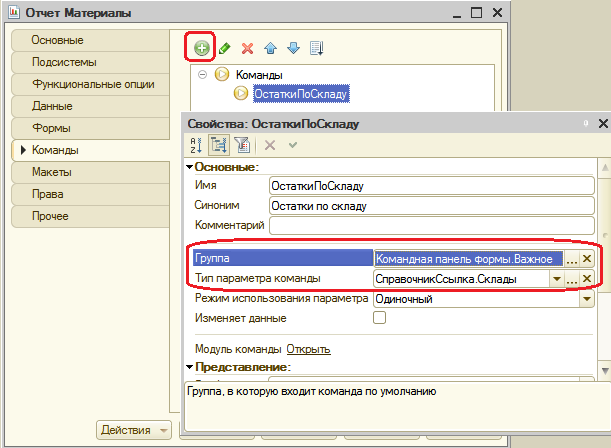 Отчет Материалы
Основные
Подсистемы
Функциональные опции
Данные
Формы
Команды
Макеты
Права
Прочее
Команды
ОстаткиПоСкладу
Свойства: ОстаткиПоСкладу
Основные:
Имя ОстаткиПоСкладу
Синоним Остатки по складу
Комментарий
Группа Командная панель формы.Важное ...
Тип параметра команды СправочникСсылка.Склады ...
Режим использования параметра Одиночный
Изменяет данные
Модуль команды Открыть
Представление:
Группа, в которую входит команда по умолчанию
Действия